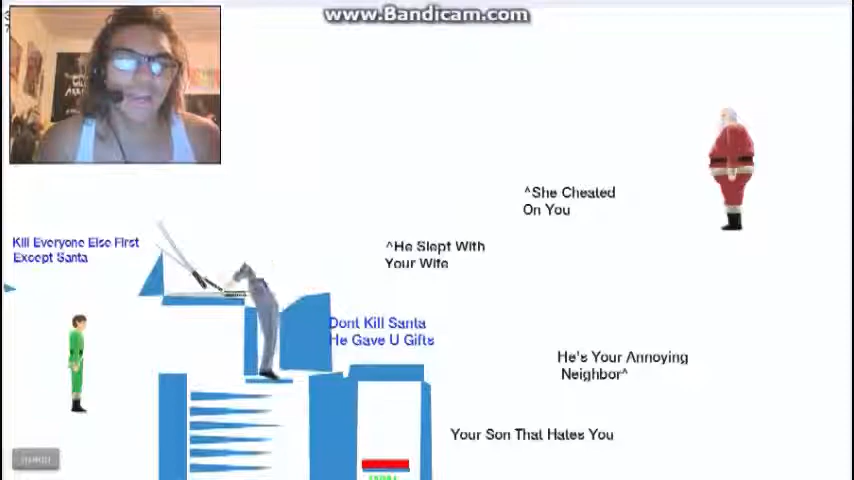 www.Bandicam.com
^She Cheated
On You
Kill Everyone Else First
Except Santa
^He Slept With
Your Wife
Dont Kill Santa
He Gave U Gifts
He's Your Annoying
Neighbor^
Your Son That Hates You